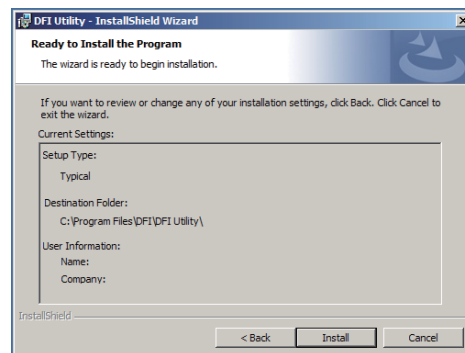 DFI Utility - InstallShield Wizard
Ready to Install the Program
The wizard is ready to begin installation.
If you want to review or change any of your installation settings, click Back. Click Cancel to
exit the wizard.
Current Settings:
Setup Type:
Typical
Destination Folder:
C:\Program Files\DFI\DFI Utility\
User Information:
Name:
Company:
InstallShield
< Back
Install
Cancel